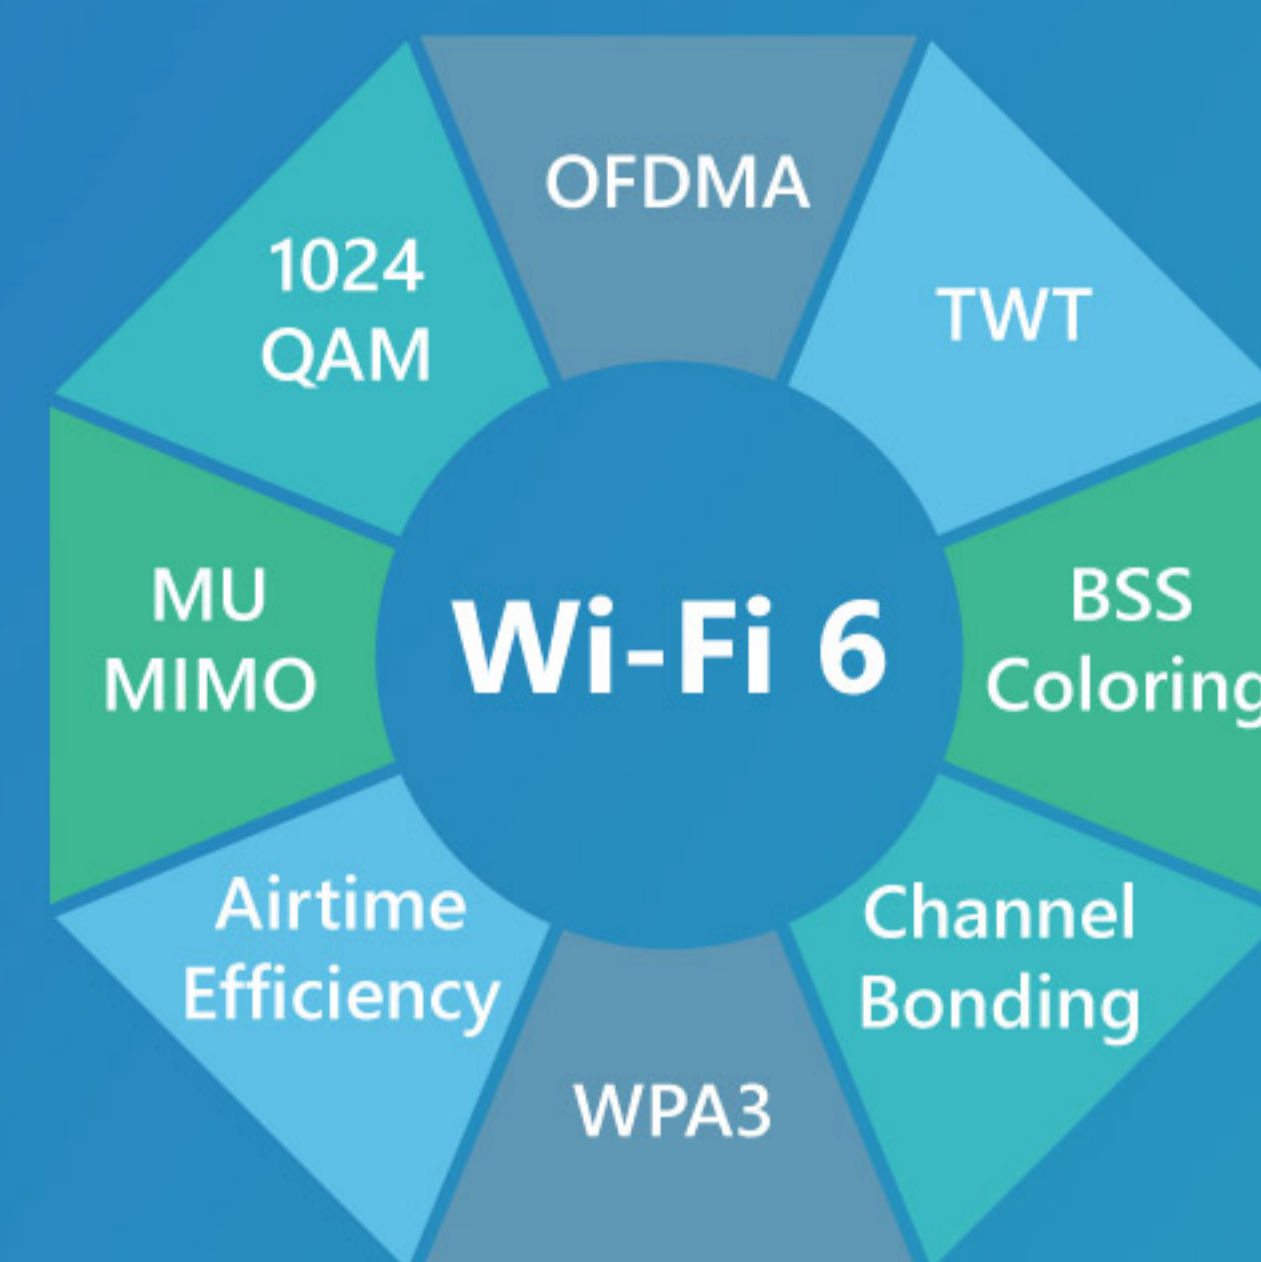 OFDMA
1024
QAM
TWT
MU
MIMO
Wi-Fi 6
BSS
Coloring
Airtime
Efficiency
Channel
Bonding
WPA3